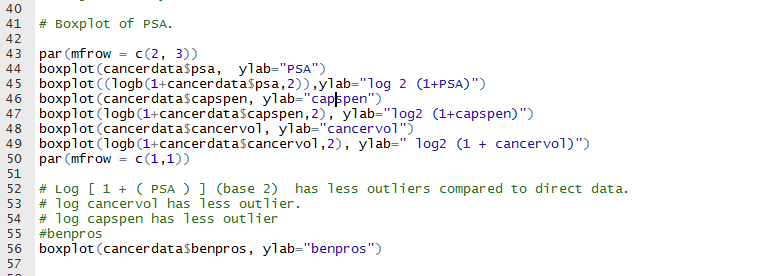 40
41 # Boxplot of PSA.
42
43 par(mfrow = c(2, 3))
44 boxplot(cancerdata$psa,  ylab="PSA")
45 boxplot((logb(1+cancerdata$psa,2)),ylab="log 2 (1+PSA)")
46 boxplot(cancerdata$capspen, ylab="capspen")
47 boxplot(logb(1+cancerdata$capspen,2), ylab="log2 (1+capspen)")
48 boxplot(cancerdata$cancervol, ylab="cancervol")
49 boxplot(logb(1+cancerdata$cancervol,2), ylab=" log2 (1 + cancervol)")
50 par(mfrow = c(1,1))
51
52 # Log [ 1 + ( PSA ) ] (base 2)  has less outliers compared to direct data.
53 # log cancervol has less outlier.
54 # log capspen has less outlier
55 #benpros
56 boxplot(cancerdata$benpros, ylab="benpros")
57